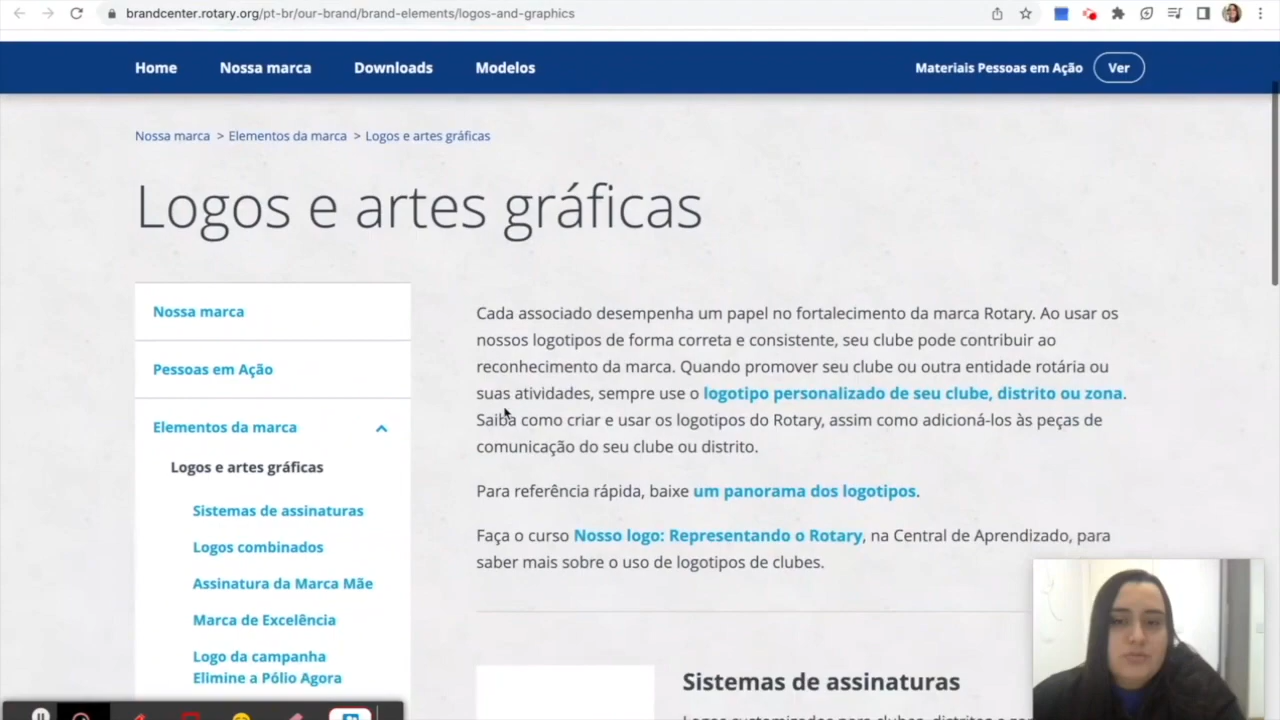 brandcenter.rotary.org/pt-br/our-brand/brand-elements/logos-and-graphics
Home Nossa marca Downloads Modelos Materiais Pessoas em Ação Ver
Nossa marca > Elementos da marca > Logos e artes gráficas
Logos e artes gráficas
Nossa marca
Pessoas em Ação
Elementos da marca
Logos e artes gráficas
Sistemas de assinaturas
Logos combinados
Assinatura da Marca Mãe
Marca de Excelência
Logo da campanha
Elimine a Pólio Agora
Cada associado desempenha um papel no fortalecimento da marca Rotary. Ao usar os
nossos logotipos de forma correta e consistente, seu clube pode contribuir ao
reconhecimento da marca. Quando promover seu clube ou outra entidade rotária ou
suas atividades, sempre use o logotipo personalizado de seu clube, distrito ou zona.
Saiba como criar e usar os logotipos do Rotary, assim como adicioná-los às peças de
comunicação do seu clube ou distrito.
Para referência rápida, baixe um panorama dos logotipos.
Faça o curso Nosso logo: Representando o Rotary, na Central de Aprendizado, para
saber mais sobre o uso de logotipos de clubes.
Sistemas de assinaturas